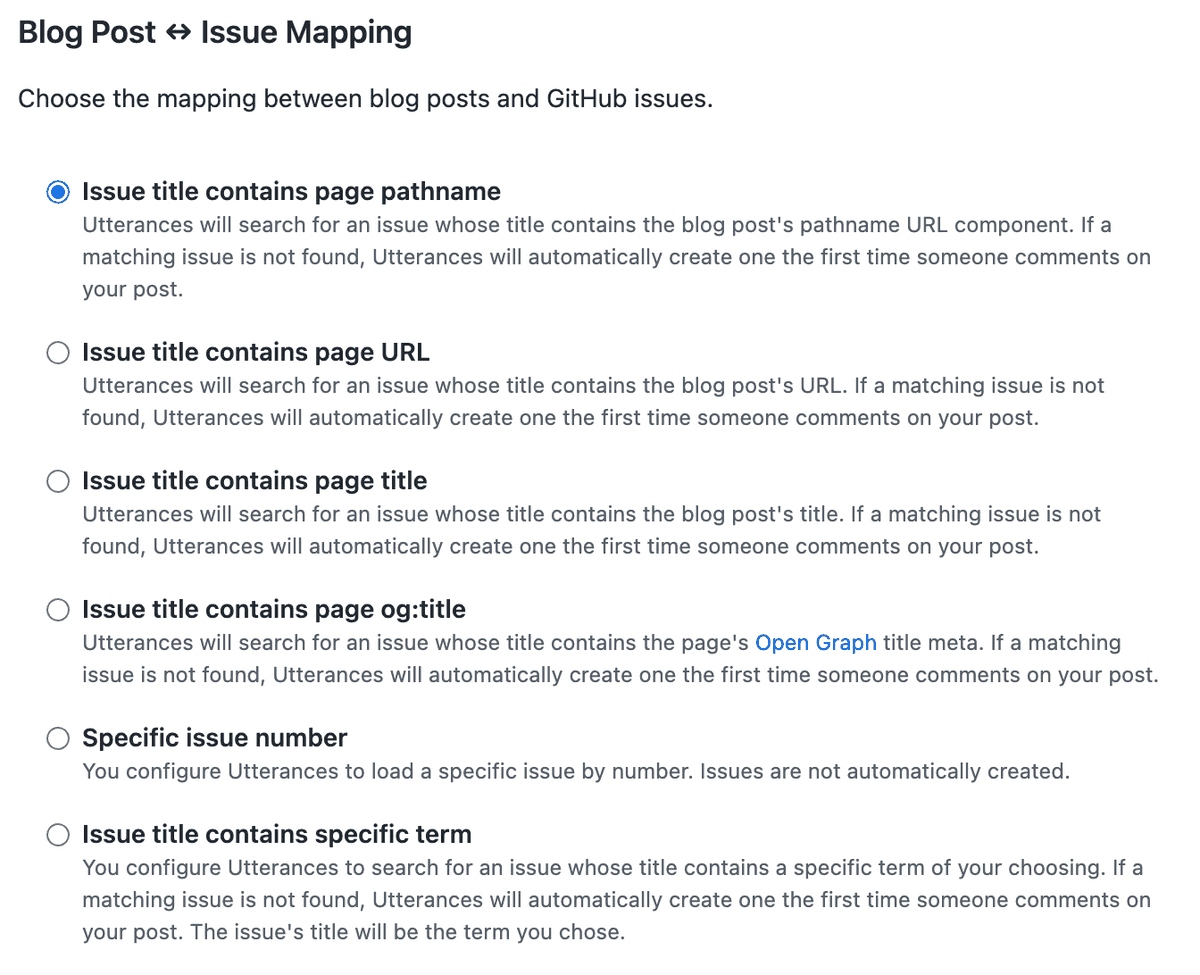 Blog Post ↔ Issue Mapping
Choose the mapping between blog posts and GitHub issues.
Issue title contains page pathname
Utterances will search for an issue whose title contains the blog post's pathname URL component. If a
matching issue is not found, Utterances will automatically create one the first time someone comments on
your post.
Issue title contains page URL
Utterances will search for an issue whose title contains the blog post's URL. If a matching issue is not
found, Utterances will automatically create one the first time someone comments on your post.
Issue title contains page title
Utterances will search for an issue whose title contains the blog post's title. If a matching issue is not
found, Utterances will automatically create one the first time someone comments on your post.
Issue title contains page og:title
Utterances will search for an issue whose title contains the page's Open Graph title meta. If a matching
issue is not found, Utterances will automatically create one the first time someone comments on your post.
Specific issue number
You configure Utterances to load a specific issue by number. Issues are not automatically created.
Issue title contains specific term
You configure Utterances to search for an issue whose title contains a specific term of your choosing. If a
matching issue is not found, Utterances will automatically create one the first time someone comments on
your post. The issue's title will be the term you chose.